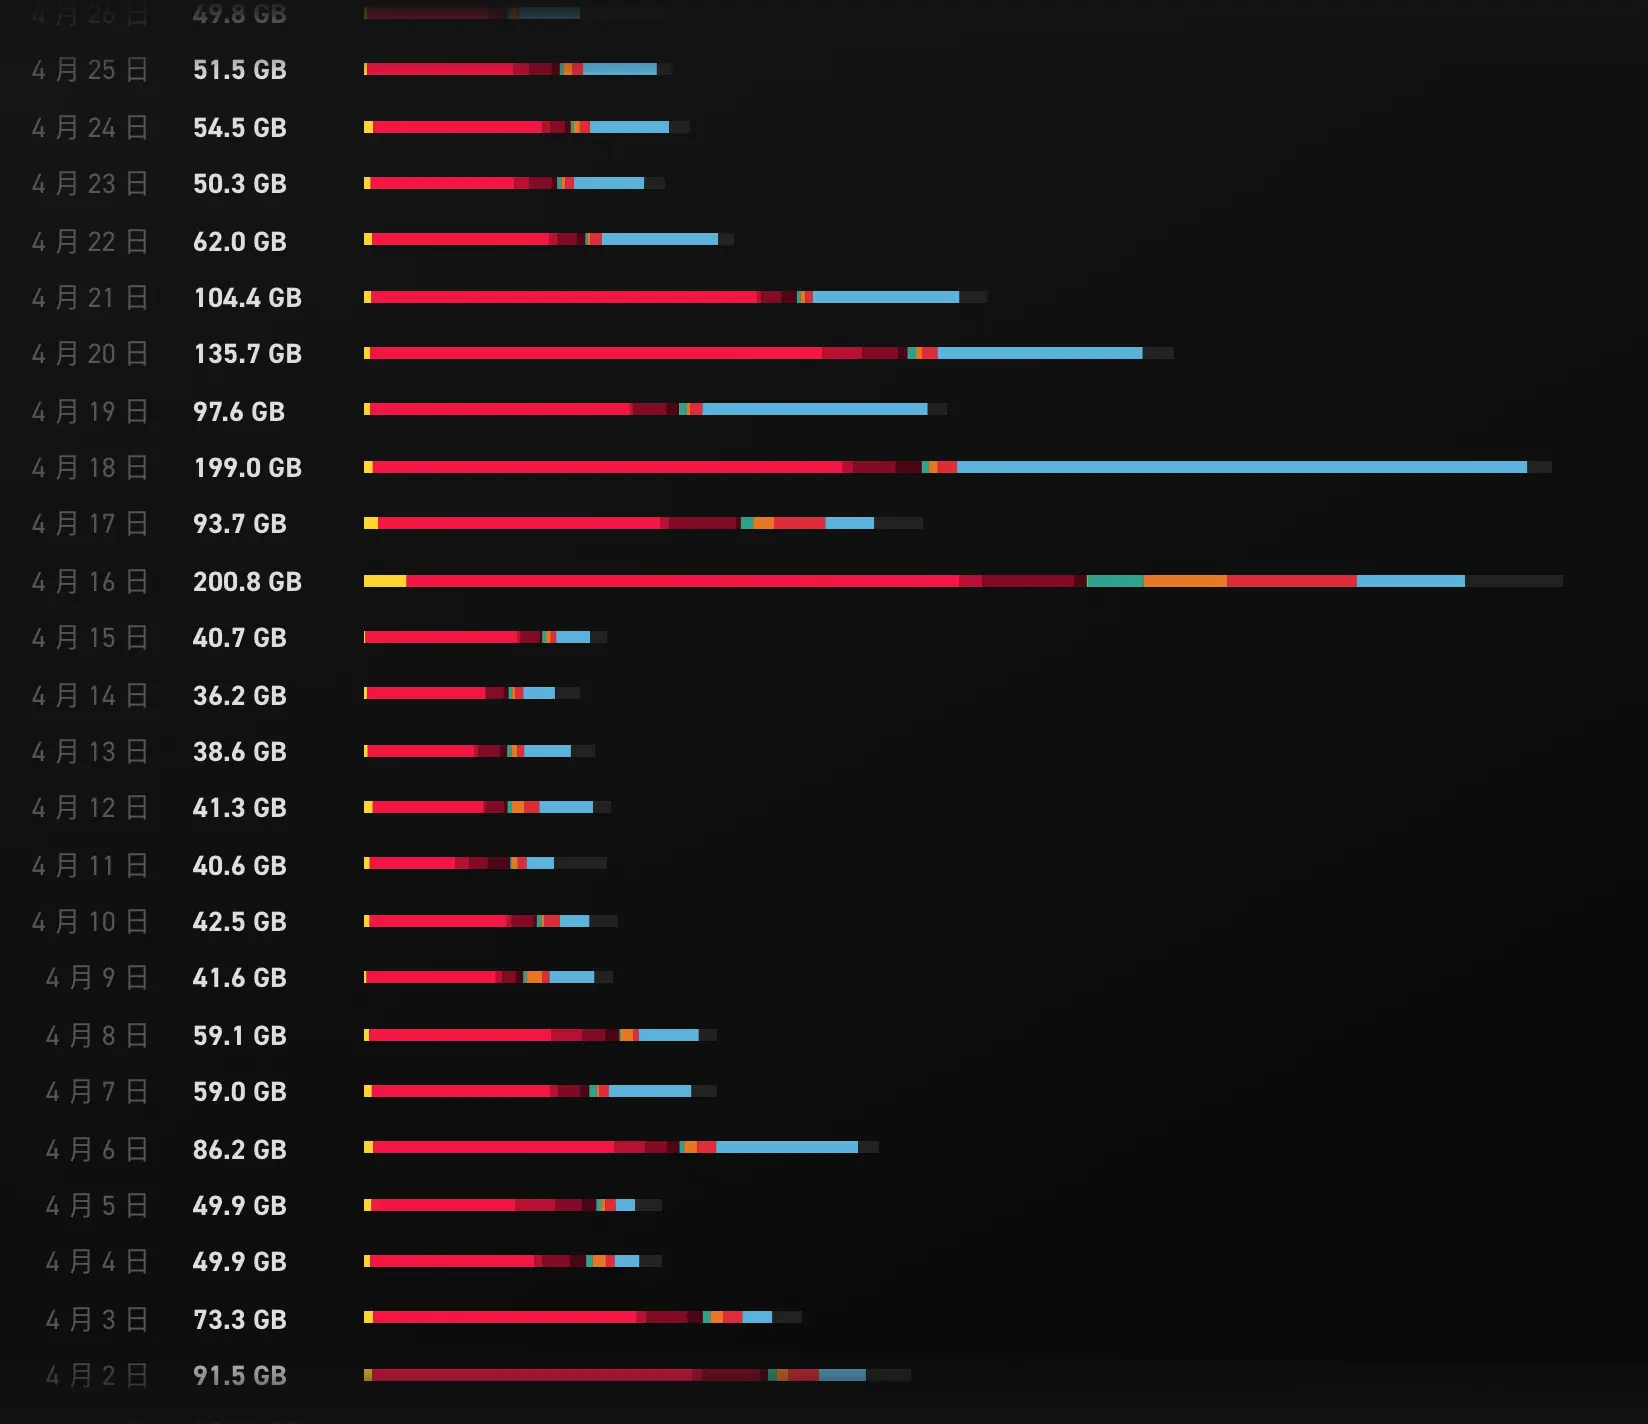 4 月 26 日 49.8 GB
4 月 25 日 51.5 GB
4 月 24 日 54.5 GB
4 月 23 日 50.3 GB
4 月 22 日 62.0 GB
4 月 21 日 104.4 GB
4 月 20 日 135.7 GB
4 月 19 日 97.6 GB
4 月 18 日 199.0 GB
4 月 17 日 93.7 GB
4 月 16 日 200.8 GB
4 月 15 日 40.7 GB
4 月 14 日 36.2 GB
4 月 13 日 38.6 GB
4 月 12 日 41.3 GB
4 月 11 日 40.6 GB
4 月 10 日 42.5 GB
4 月 9 日 41.6 GB
4 月 8 日 59.1 GB
4 月 7 日 59.0 GB
4 月 6 日 86.2 GB
4 月 5 日 49.9 GB
4 月 4 日 49.9 GB
4 月 3 日 73.3 GB
4 月 2 日 91.5 GB